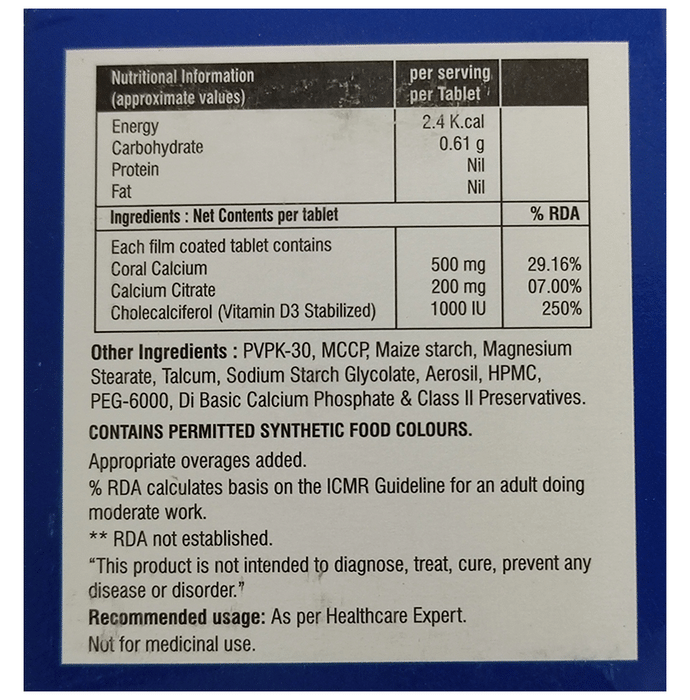 Nutritional Information per serving
(approximate values) per Tablet
Energy 2.4 K.cal
Carbohydrate 0.61 g
Protein Nil
Fat Nil
Ingredients : Net Contents per tablet % RDA
Each film coated tablet contains
Coral Calcium 500 mg 29.16%
Calcium Citrate 200 mg 07.00%
Cholecalciferol (Vitamin D3 Stabilized) 1000 IU 250%
Other Ingredients : PVPK-30, MCCP, Maize starch, Magnesium
Stearate, Talcum, Sodium Starch Glycolate, Aerosil, HPMC,
PEG-6000, Di Basic Calcium Phosphate & Class II Preservatives.
CONTAINS PERMITTED SYNTHETIC FOOD COLOURS.
Appropriate overages added.
% RDA calculates basis on the ICMR Guideline for an adult doing
moderate work.
** RDA not established.
“This product is not intended to diagnose, treat, cure, prevent any
disease or disorder.”
Recommended usage: As per Healthcare Expert.
Not for medicinal use.